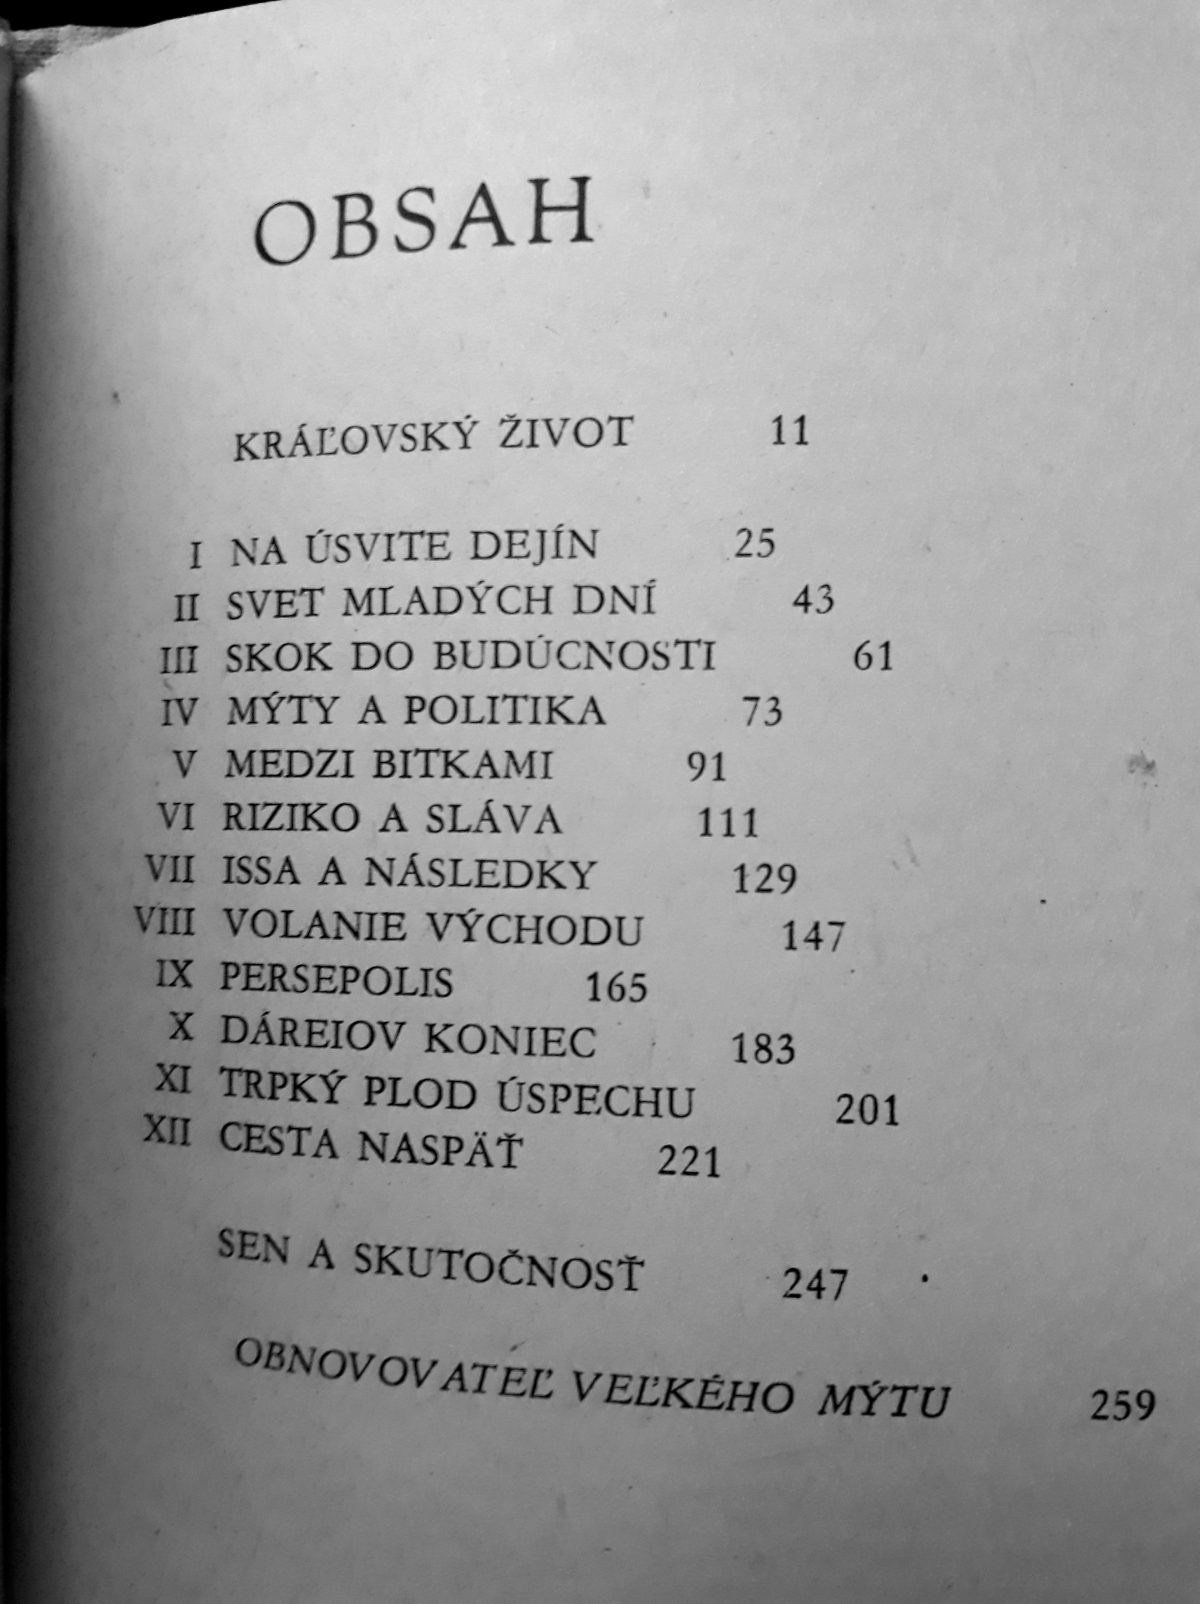 OBSAH
KRÁĽOVSKÝ ŽIVOT 11
I NA ÚSVITE DEJÍN 25
II SVET MLADÝCH DNÍ 43
III SKOK DO BUDÚCNOSTI 61
IV MÝTY A POLITIKA 73
V MEDZI BITKAMI 91
VI RIZIKO A SLÁVA 111
VII ISSA A NÁSLEDKY 129
VIII VOLANIE VÝCHODU 147
IX PERSEPOLIS 165
X DÁREIOV KONIEC 183
XI TRPKÝ PLOD ÚSPECHU 201
XII CESTA NASPÄŤ 221
SEN A SKUTOČNOSŤ 247
OBNOVOVATEĽ VEĽKÉHO MÝTU 259